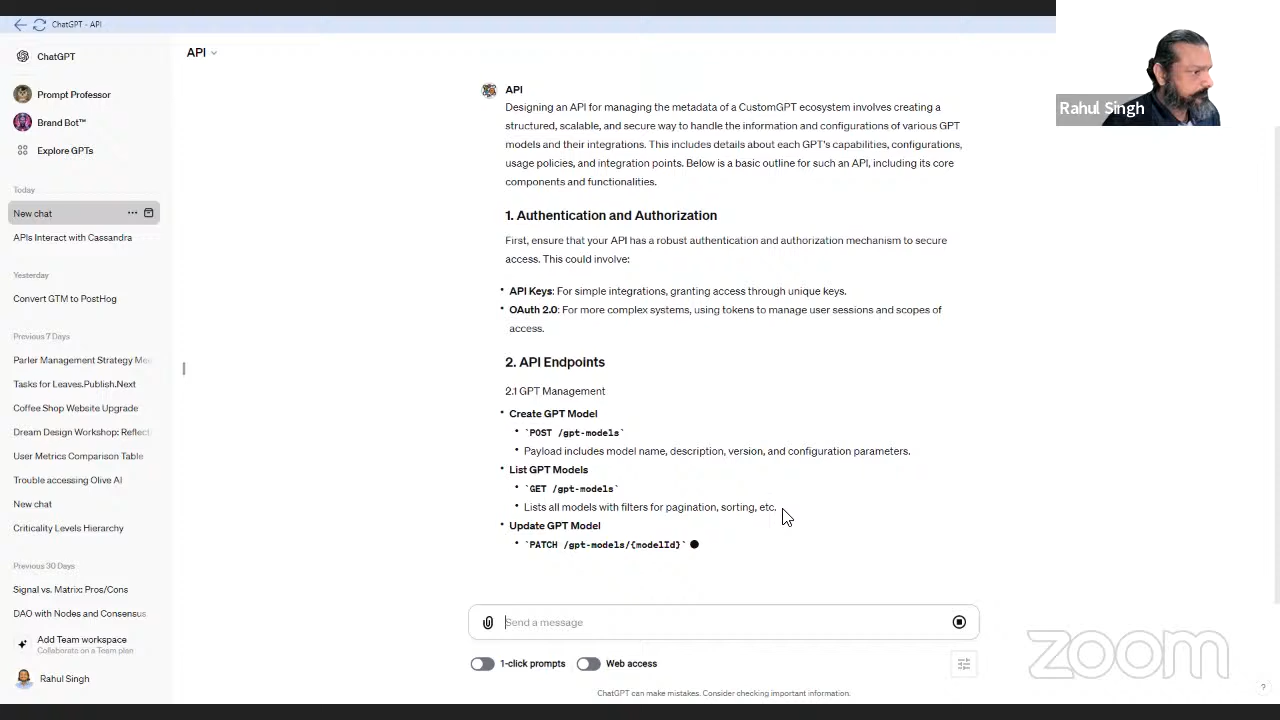 ChatGPT - API
ChatGPT
Prompt Professor
Brand Bot™
Explore GPTs
Today
New chat
APIs Interact with Cassandra
Yesterday
Convert GTM to PostHog
Previous 7 Days
Parler Management Strategy Me
Tasks for Leaves.Publish.Next
Coffee Shop Website Upgrade
Dream Design Workshop: Reflect
User Metrics Comparison Table
Trouble accessing Olive AI
New chat
Criticality Levels Hierarchy
Previous 30 Days
Signal vs. Matrix: Pros/Cons
DAO with Nodes and Consensus
Add Team workspace
Collaborate on a Team plan
Rahul Singh
API
API
Designing an API for managing the metadata of a CustomGPT ecosystem involves creating a
structured, scalable, and secure way to handle the information and configurations of various GPT
models and their integrations. This includes details about each GPT's capabilities, configurations,
usage policies, and integration points. Below is a basic outline for such an API, including its core
components and functionalities.
1. Authentication and Authorization
First, ensure that your API has a robust authentication and authorization mechanism to secure
access. This could involve:
• API Keys: For simple integrations, granting access through unique keys.
• OAuth 2.0: For more complex systems, using tokens to manage user sessions and scopes of
access.
2. API Endpoints
2.1 GPT Management
• Create GPT Model
• `POST /gpt-models`
• Payload includes model name, description, version, and configuration parameters.
• List GPT Models
• `GET /gpt-models`
• Lists all models with filters for pagination, sorting, etc.
• Update GPT Model
• `PATCH /gpt-models/{modelId}`
Send a message
1-click prompts
Web access
ChatGPT can make mistakes. Consider checking important information.
Rahul Singh
zoom
?